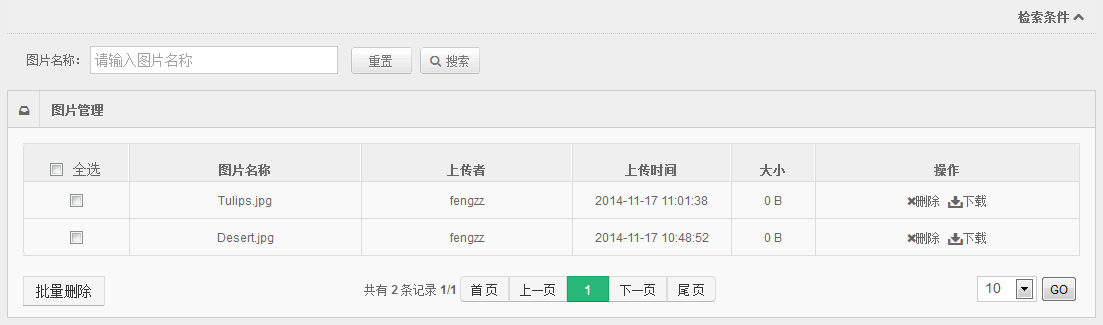 检索条件
图片名称： 请输入图片名称 重置 搜索
图片管理
全选 图片名称 上传者 上传时间 大小 操作
Tulips.jpg fengzz 2014-11-17 11:01:38 0 B 删除 下载
Desert.jpg fengzz 2014-11-17 10:48:52 0 B 删除 下载
批量删除 共有 2 条记录 1/1 首页 上一页 1 下一页 尾页 10 GO